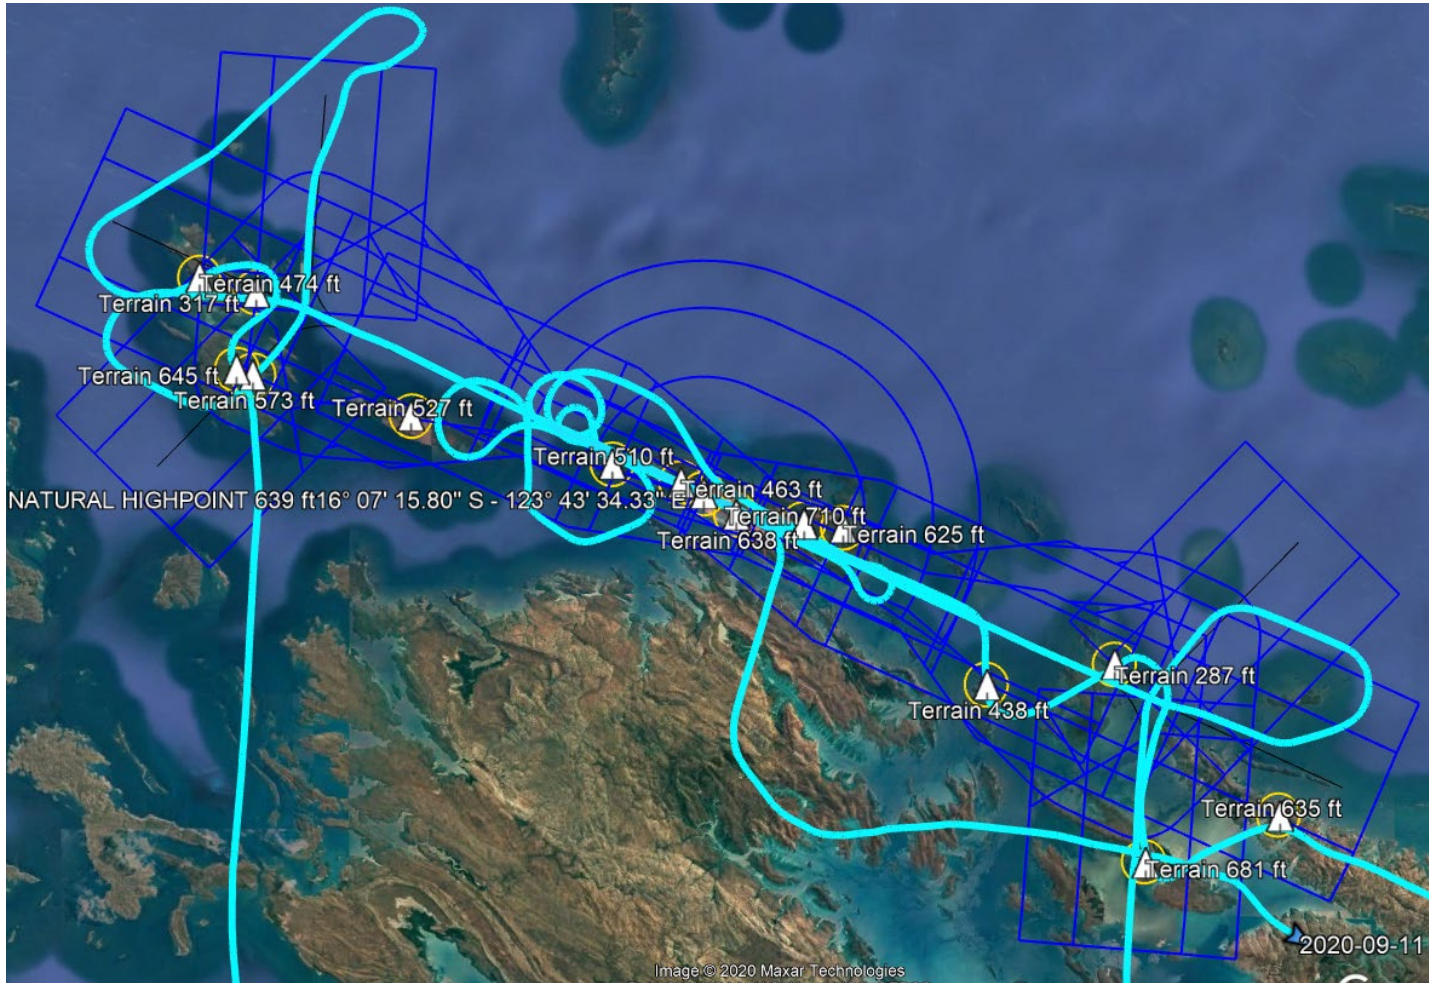 Terrain 474 ft
Terrain 317 ft
Terrain 645 ft
Terrain 573 ft
Terrain 527 ft
Terrain 510 ft
NATURAL HIGHPOINT 639 ft16° 07' 15.80" S - 123° 43' 34.33" E
Terrain 463 ft
Terrain 710 ft
Terrain 638 ft
Terrain 625 ft
Terrain 287 ft
Terrain 438 ft
Terrain 635 ft
Terrain 681 ft
2020-09-11
Image © 2020 Maxar Technologies